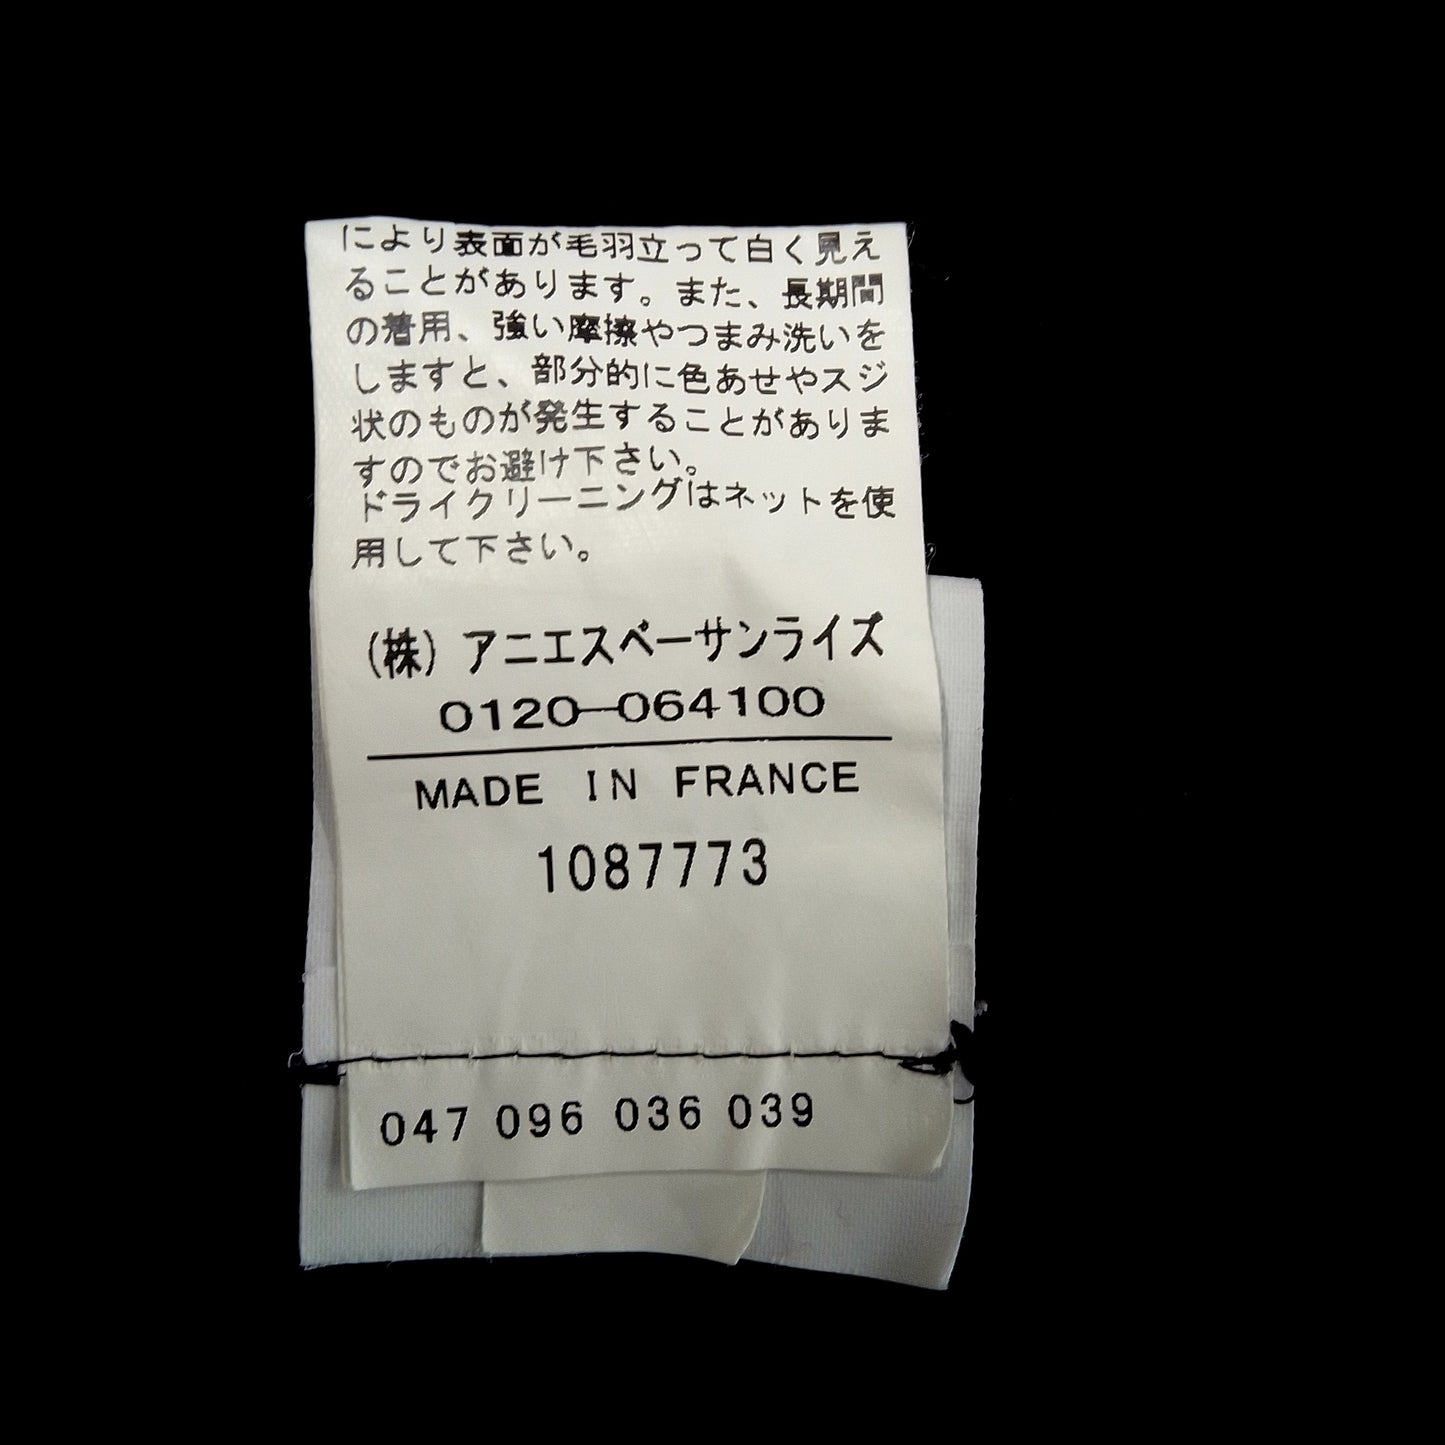 により表面が毛羽立って白く見え
ることがあります。また、長期間
の着用、強い摩擦やつまみ洗いを
しますと、部分的に色あせやスジ
状のものが発生することがありま
すのでお避け下さい。
ドライクリーニングはネットを使
用して下さい。
(株) アニエスベーサンライズ
0120-064100
MADE IN FRANCE
1087773
047 096 036 039